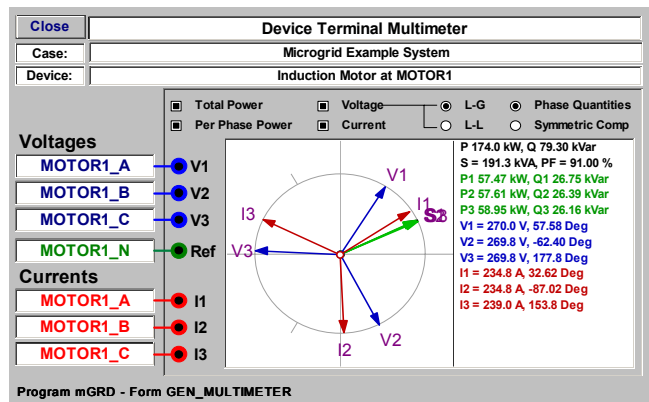 Close Device Terminal Multimeter
Case: Microgrid Example System
Device: Induction Motor at MOTOR1
Total Power Voltage L-G Phase Quantities
Per Phase Power Current L-L Symmetric Comp
Voltages
MOTOR1_A V1
MOTOR1_B V2
MOTOR1_C V3
MOTOR1_N Ref
Currents
MOTOR1_A I1
MOTOR1_B I2
MOTOR1_C I3
V1
I1
I3
V3
V2
I2
P 174.0 kW, Q 79.30 kVar
S = 191.3 kVA, PF = 91.00 %
P1 57.47 kW, Q1 26.75 kVar
P2 57.61 kW, Q2 26.39 kVar
P3 58.95 kW, Q3 26.16 kVar
V1 = 270.0 V, 57.58 Deg
V2 = 269.8 V, -62.40 Deg
V3 = 269.8 V, 177.8 Deg
I1 = 234.8 A, 32.62 Deg
I2 = 234.8 A, -87.02 Deg
I3 = 239.0 A, 153.8 Deg
Program mGRD - Form GEN_MULTIMETER